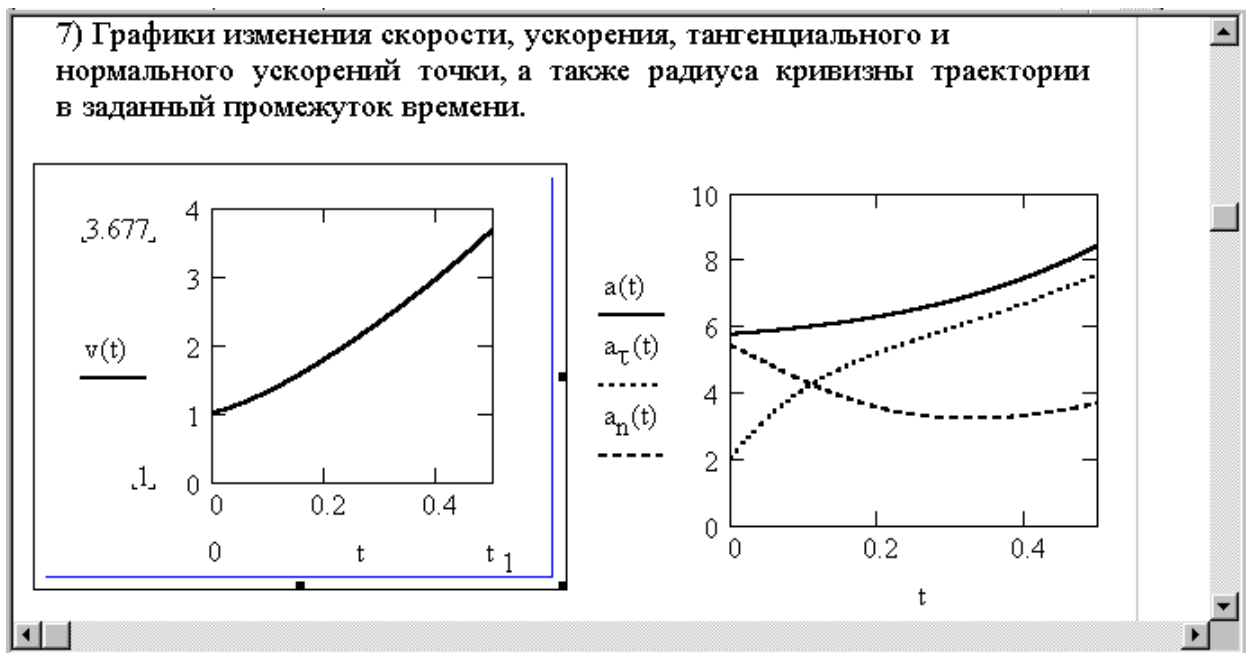 7) Графики изменения скорости, ускорения, тангенциального и
нормального ускорений точки, а также радиуса кривизны траектории
в заданный промежуток времени.
3.677
v(t)
1
4
3
2
1
0
0 0.2 0.4
0 t t1
a(t)
aτ(t)
an(t)
10
8
6
4
2
0
0 0.2 0.4
t